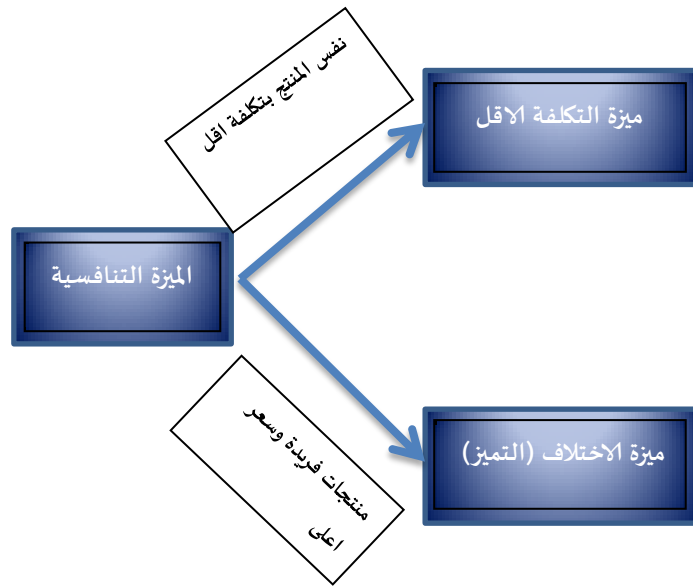 نفس المنتج بتكلفة اقل
ميزة التكلفة الاقل
الميزة التنافسية
منتجات فريدة وسعر
اعلى
ميزة الاختلاف (التميز)